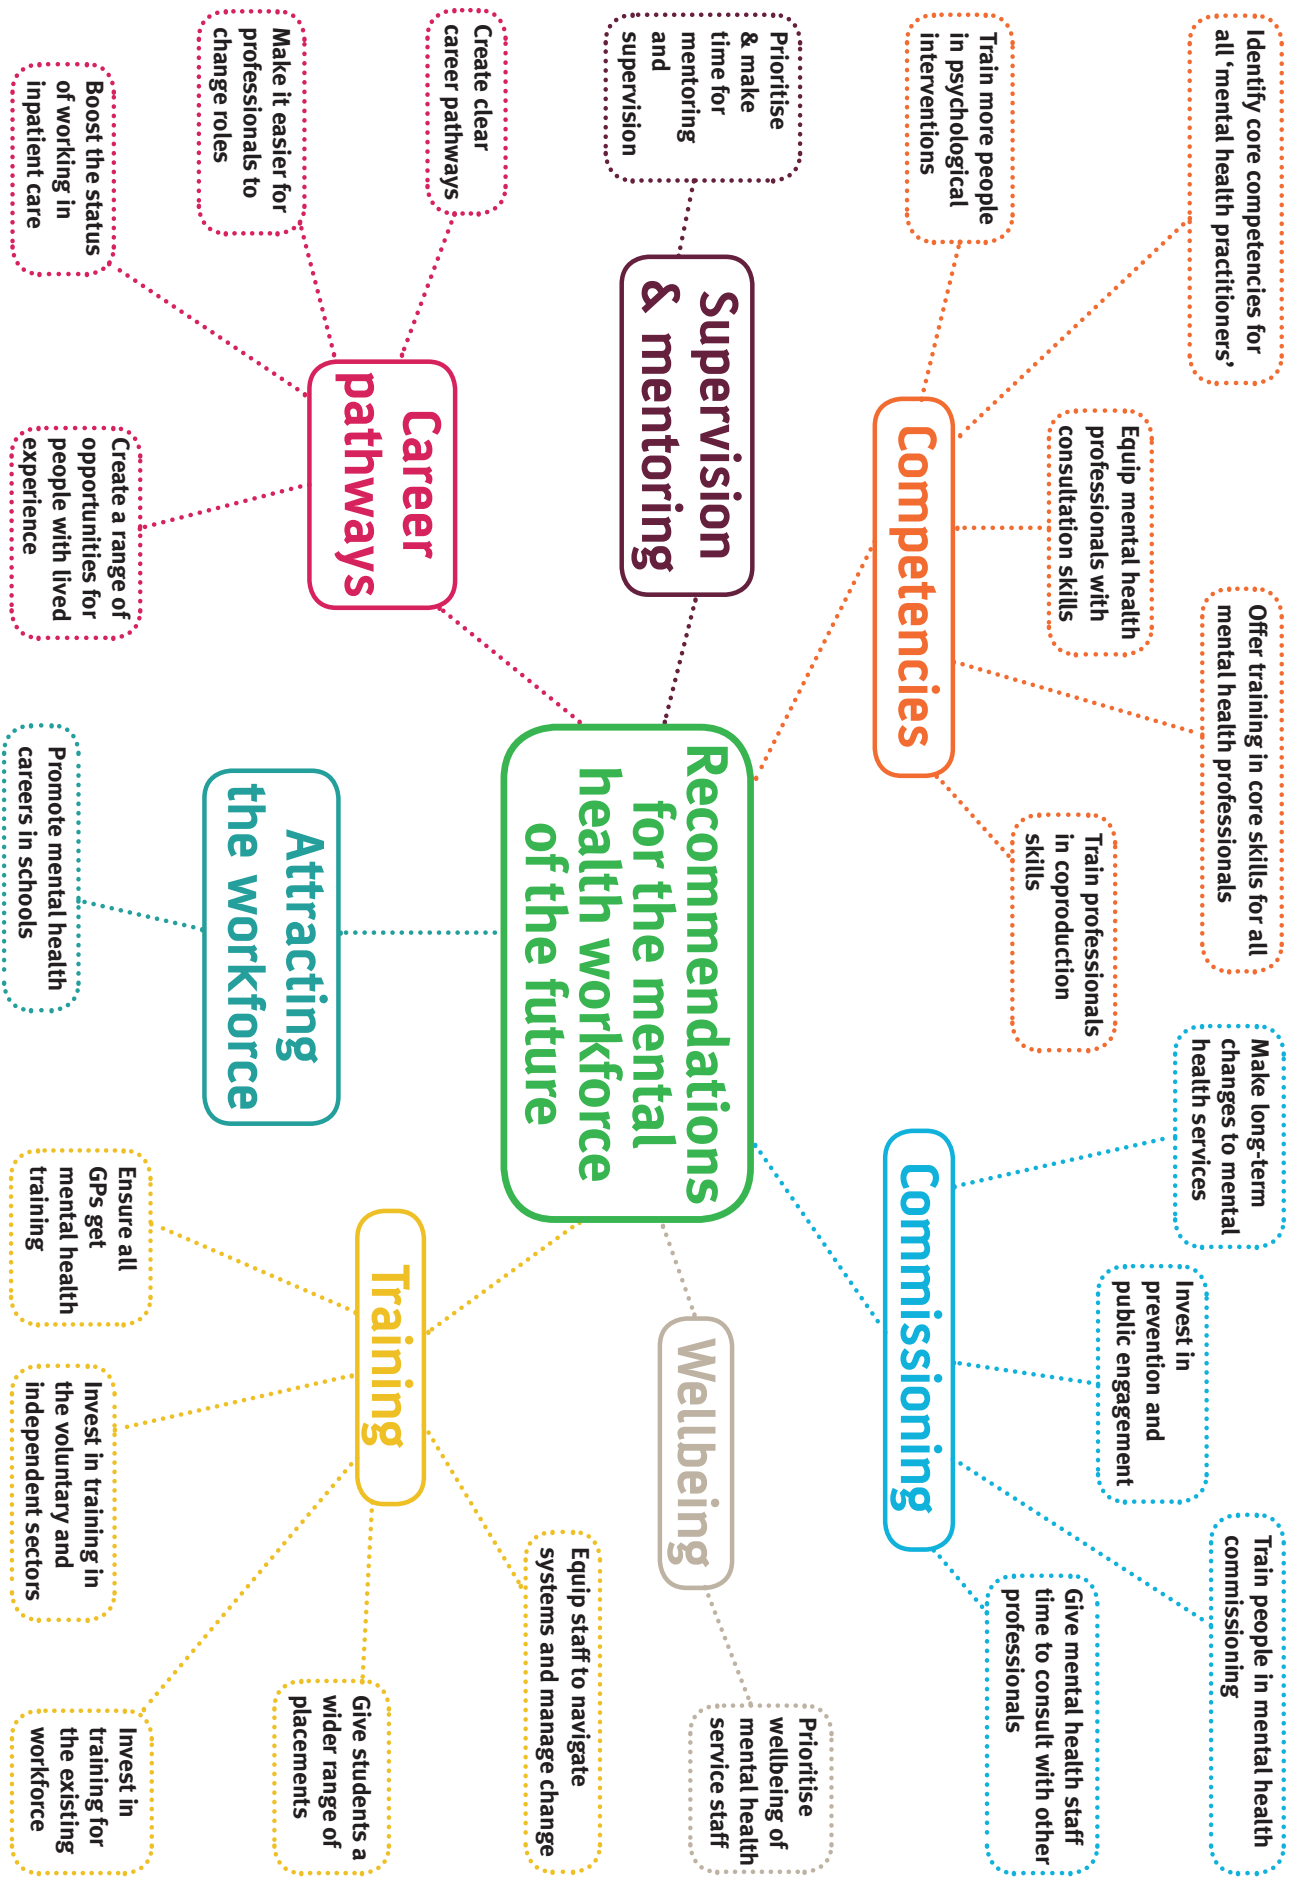 Identify core competencies for
all ‘mental health practitioners’
Offer training in core skills for all
mental health professionals
Make long-term
changes to mental
health services
Train people in mental health
commissioning
Equip mental health
professionals with
consultation skills
Invest in
prevention and
public engagement
Train more people
in psychological
interventions
Train professionals
in coproduction
skills
Give mental health staff
time to consult with other
professionals
Competencies
Commissioning
Prioritise
& make
time for
mentoring
and
supervision
Supervision
& mentoring
Recommendations
for the mental
health workforce
of the future
Wellbeing
Prioritise
wellbeing of
mental health
service staff
Create clear
career pathways
Career
pathways
Training
Equip staff to navigate
systems and manage change
Make it easier for
professionals to
change roles
Attracting
the workforce
Give students a
wider range of
placements
Boost the status
of working in
inpatient care
Create a range of
opportunities for
people with lived
experience
Promote mental health
careers in schools
Ensure all
GPs get
mental health
training
Invest in training in
the voluntary and
independent sectors
Invest in
training for
the existing
workforce